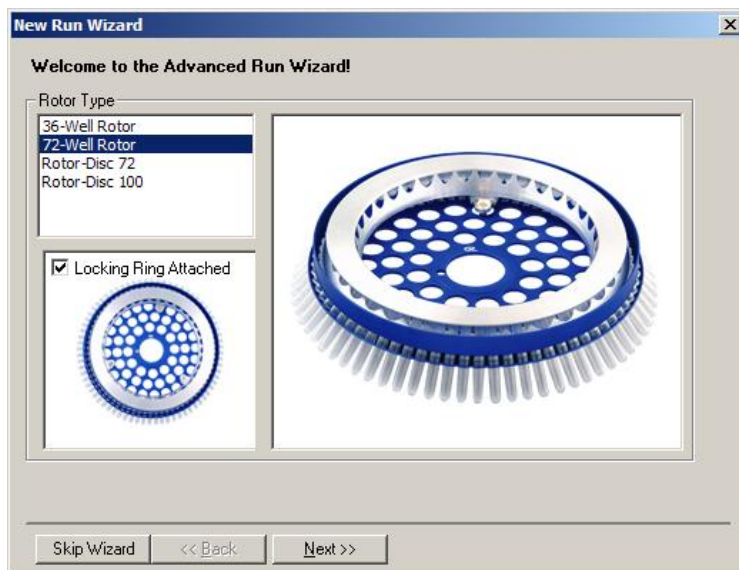 New Run Wizard
Welcome to the Advanced Run Wizard!
Rotor Type
36-Well Rotor
72-Well Rotor
Rotor-Disc 72
Rotor-Disc 100
Locking Ring Attached
Skip Wizard
<< Back
Next >>